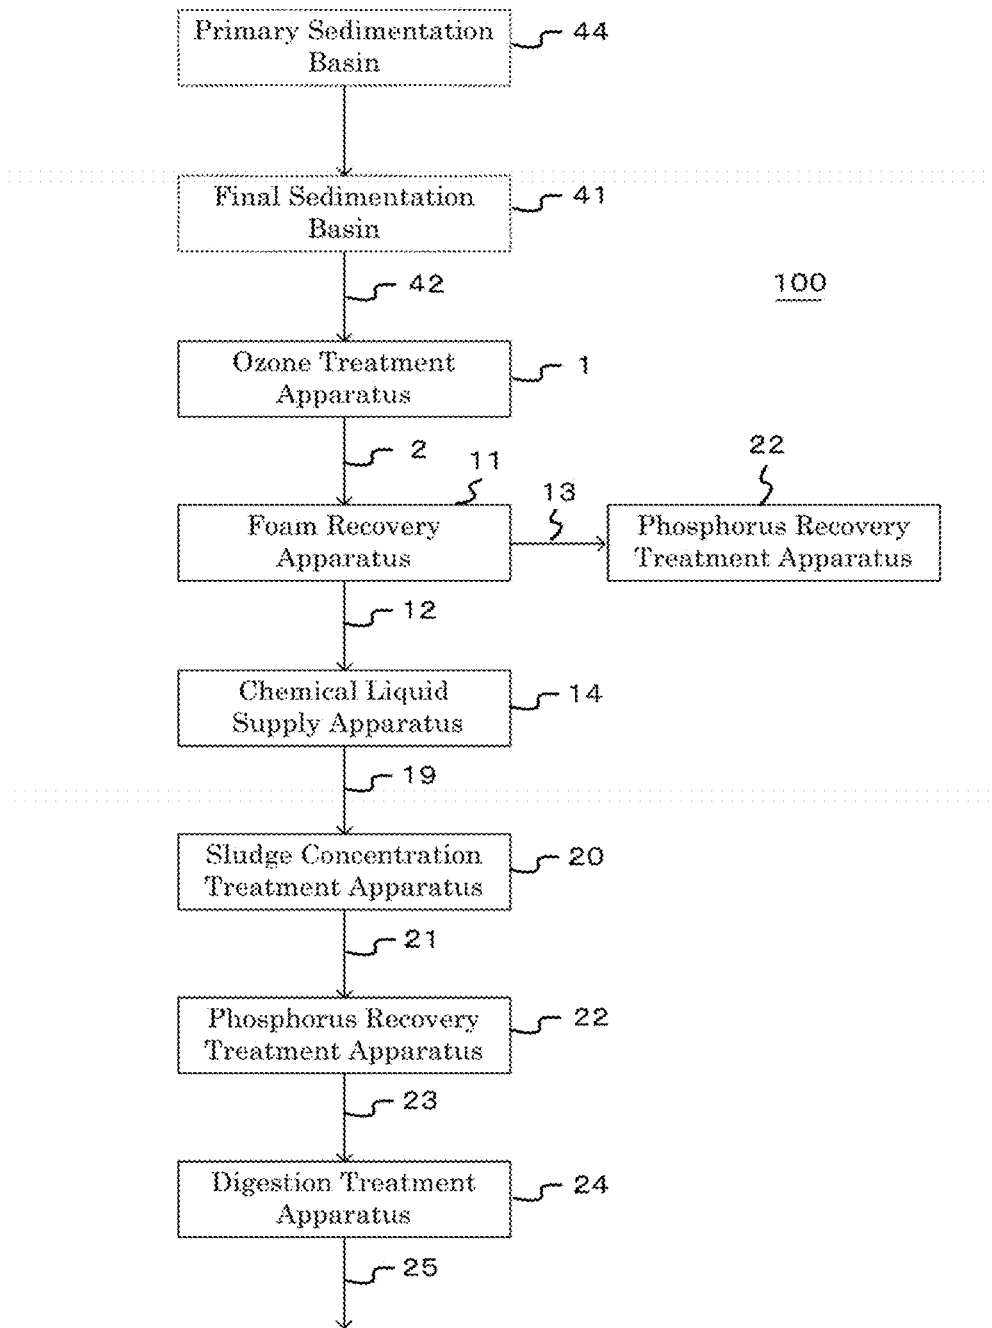 Primary Sedimentation
Basin
44
Final Sedimentation
Basin
41
42
100
Ozone Treatment
Apparatus
1
2
11
13
22
Foam Recovery
Apparatus
Phosphorus Recovery
Treatment Apparatus
12
Chemical Liquid
Supply Apparatus
14
19
Sludge Concentration
Treatment Apparatus
20
21
Phosphorus Recovery
Treatment Apparatus
22
23
Digestion Treatment
Apparatus
24
25